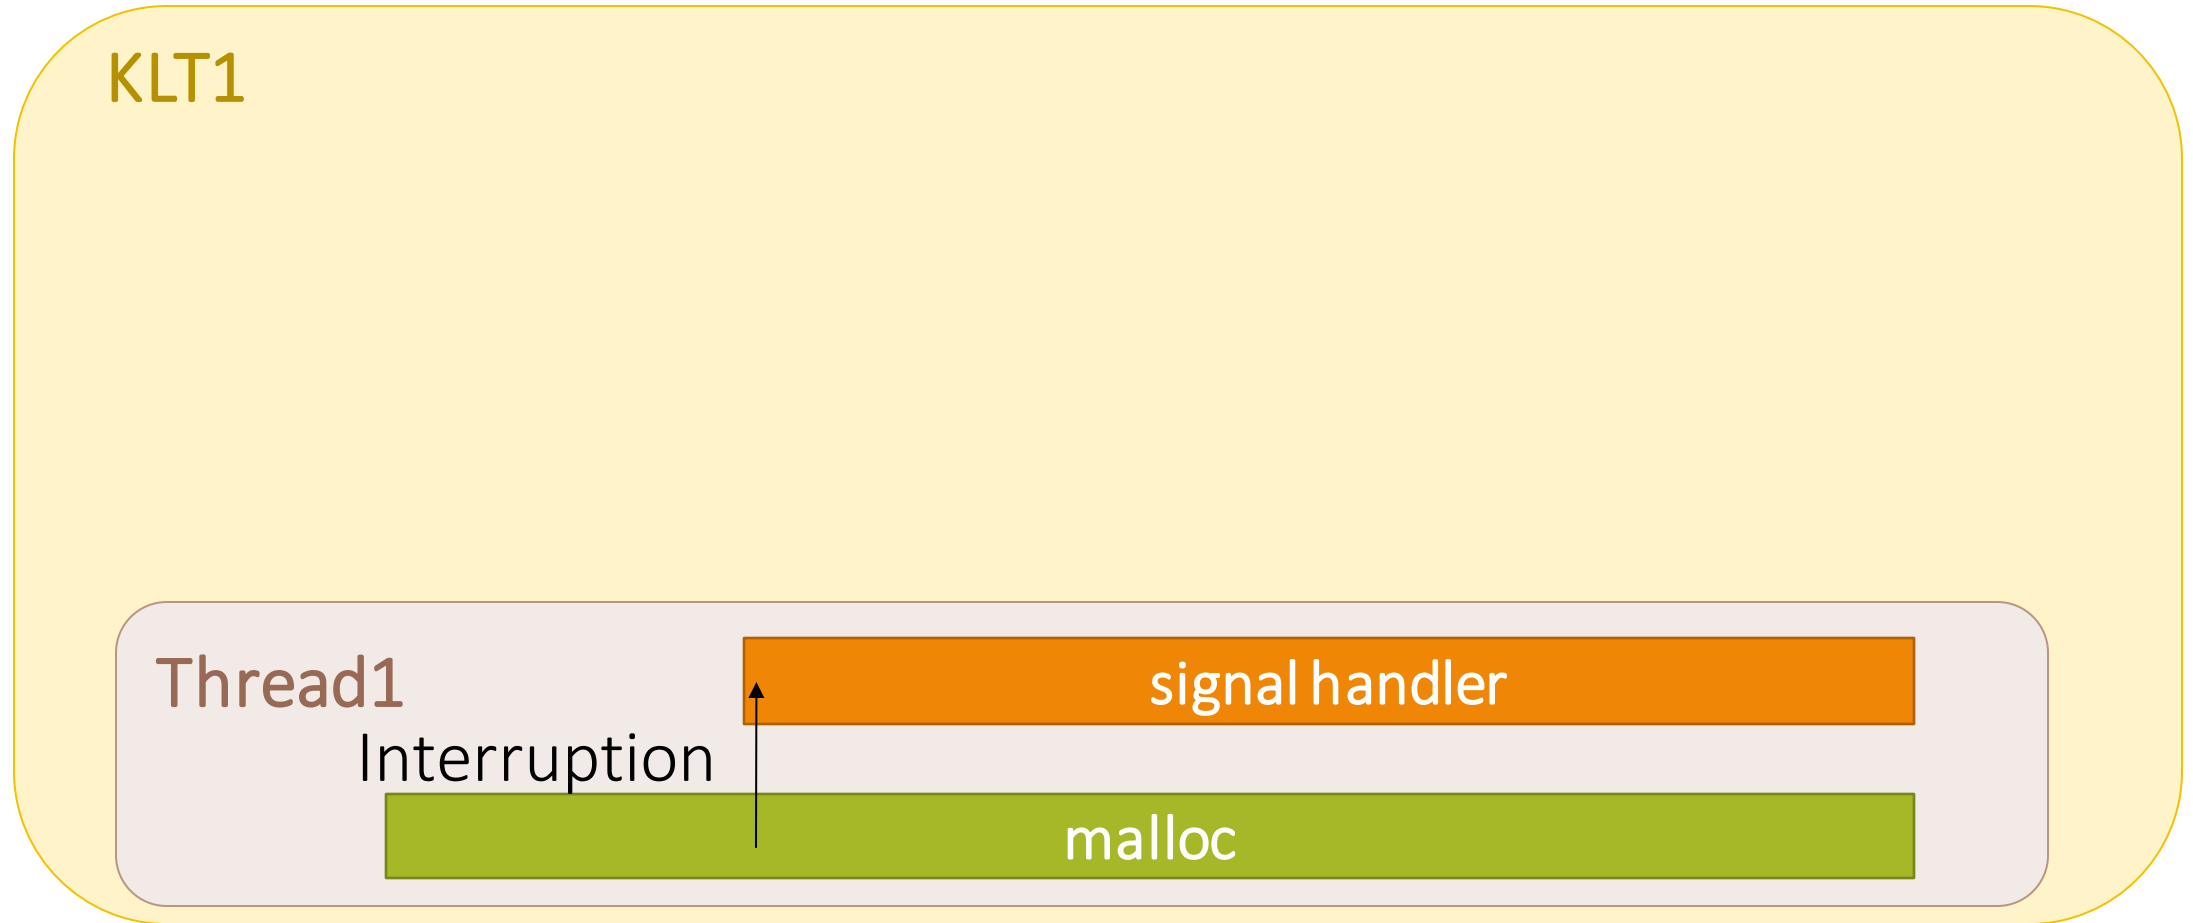 KLT1
Thread1
signal handler
Interruption
malloc